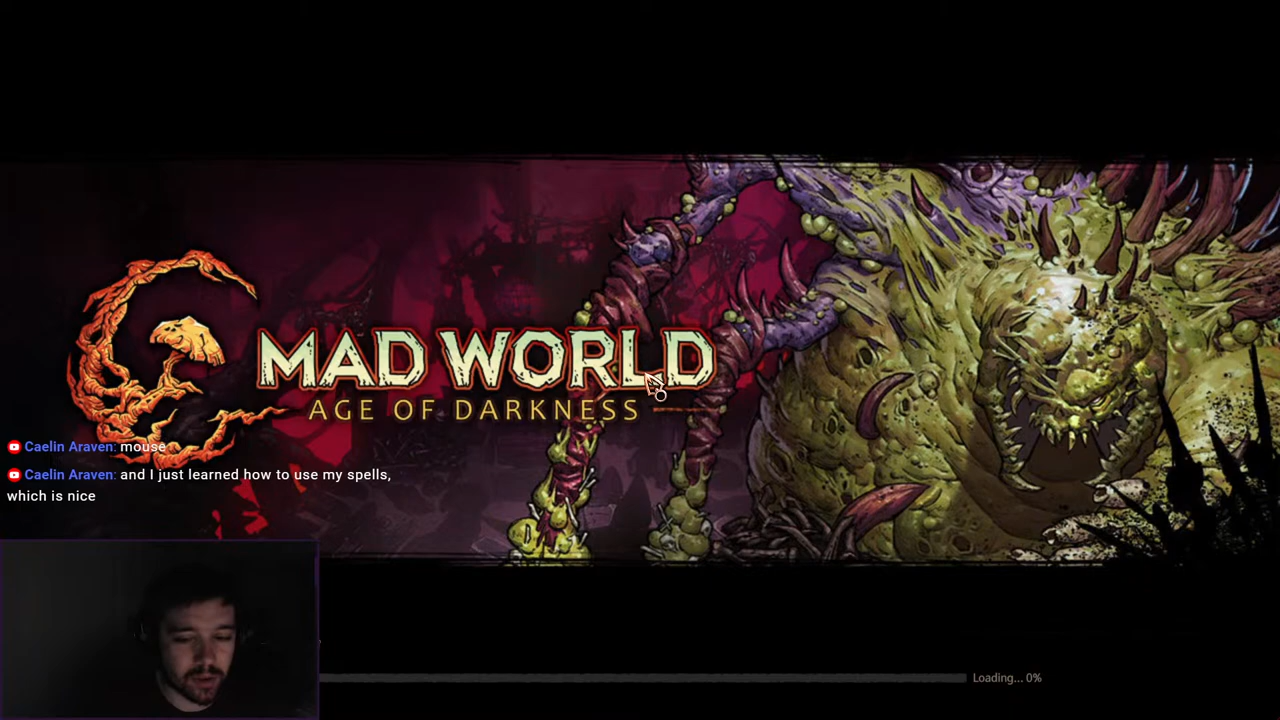 MAD WORLD
AGE OF DARKNESS
Caelin Araven: mouse
Caelin Araven: and I just learned how to use my spells,
which is nice
Loading... 0%